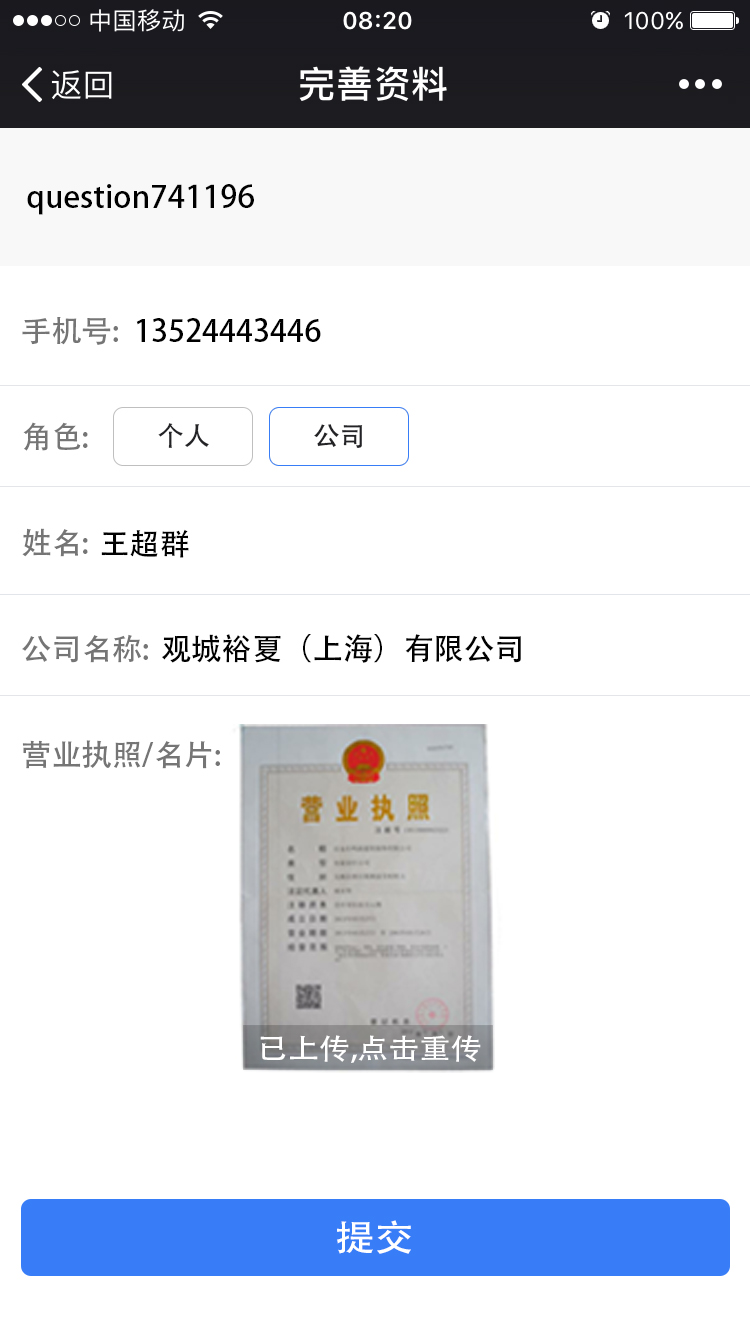 中国移动 08:20 100%
返回 完善资料
question741196
手机号: 13524443446
角色: 个人 公司
姓名: 王超群
公司名称: 观城裕夏（上海）有限公司
营业执照/名片:
营业执照
已上传,点击重传
提交